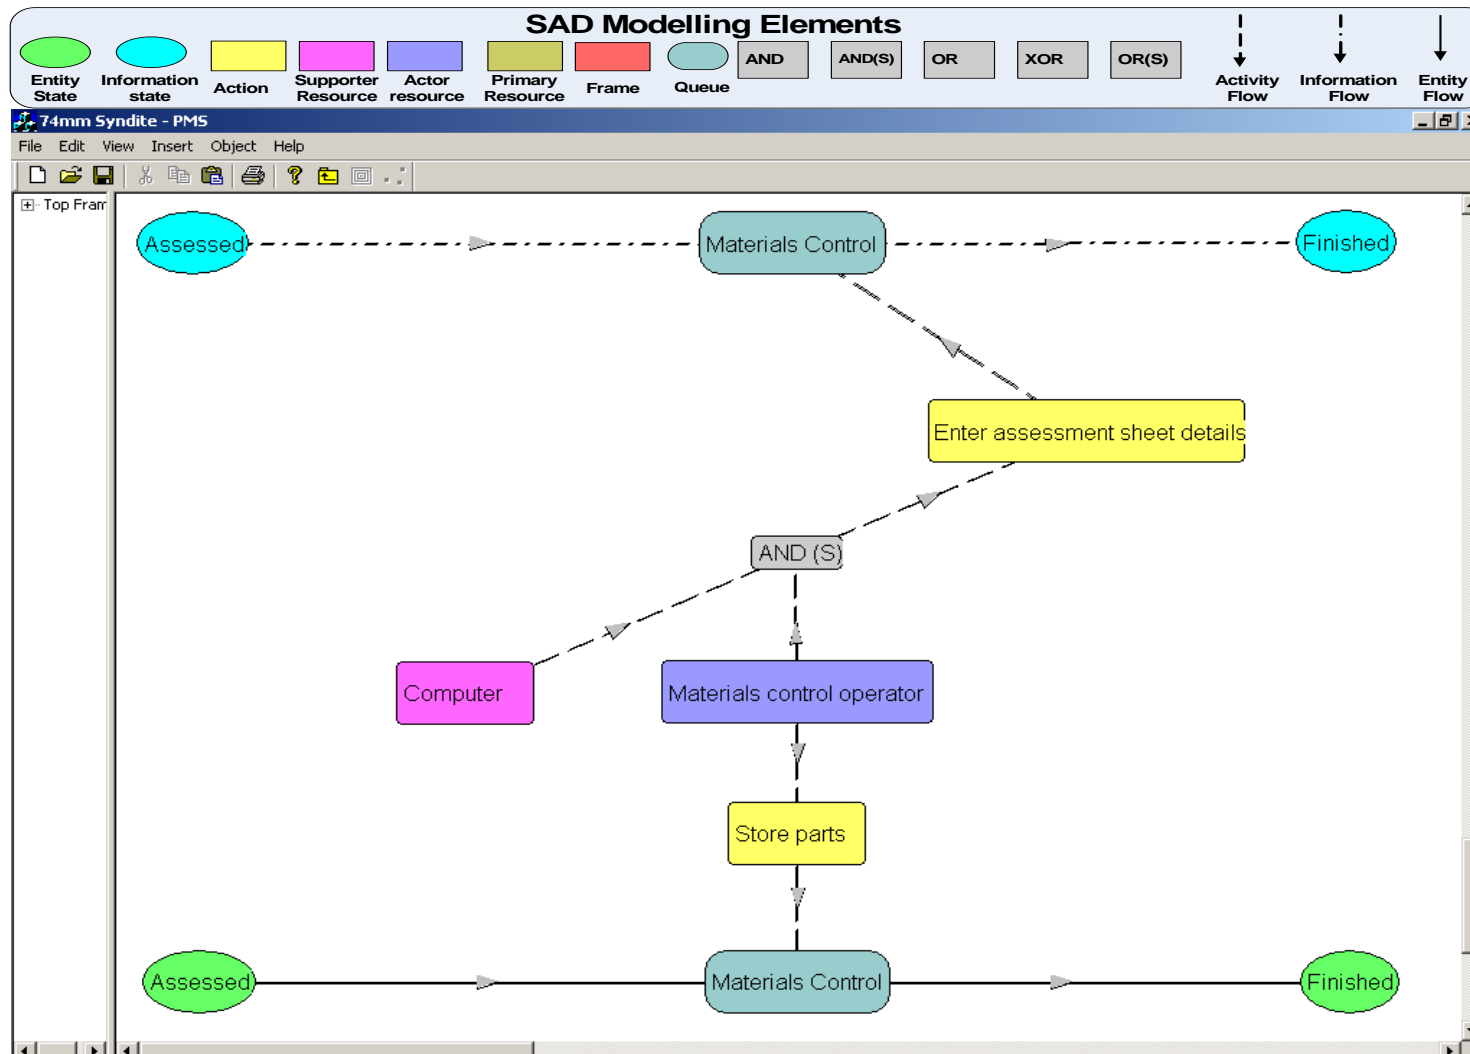 SAD Modelling Elements
AND
AND(S)
OR
XOR
OR(S)
Entity
State
Information
state
Action
Supporter
Resource
Actor
resource
Primary
Resource
Frame
Queue
Activity
Flow
Information
Flow
Entity
Flow
74mm Syndite - PMS
File Edit View Insert Object Help
Top Fram
Assessed
Materials Control
Finished
Enter assessment sheet details
AND (S)
Computer
Materials control operator
Store parts
Assessed
Materials Control
Finished